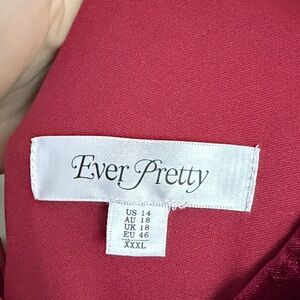 Ever Pretty
US 14
AU 18
UK 18
EU 46
XXXL